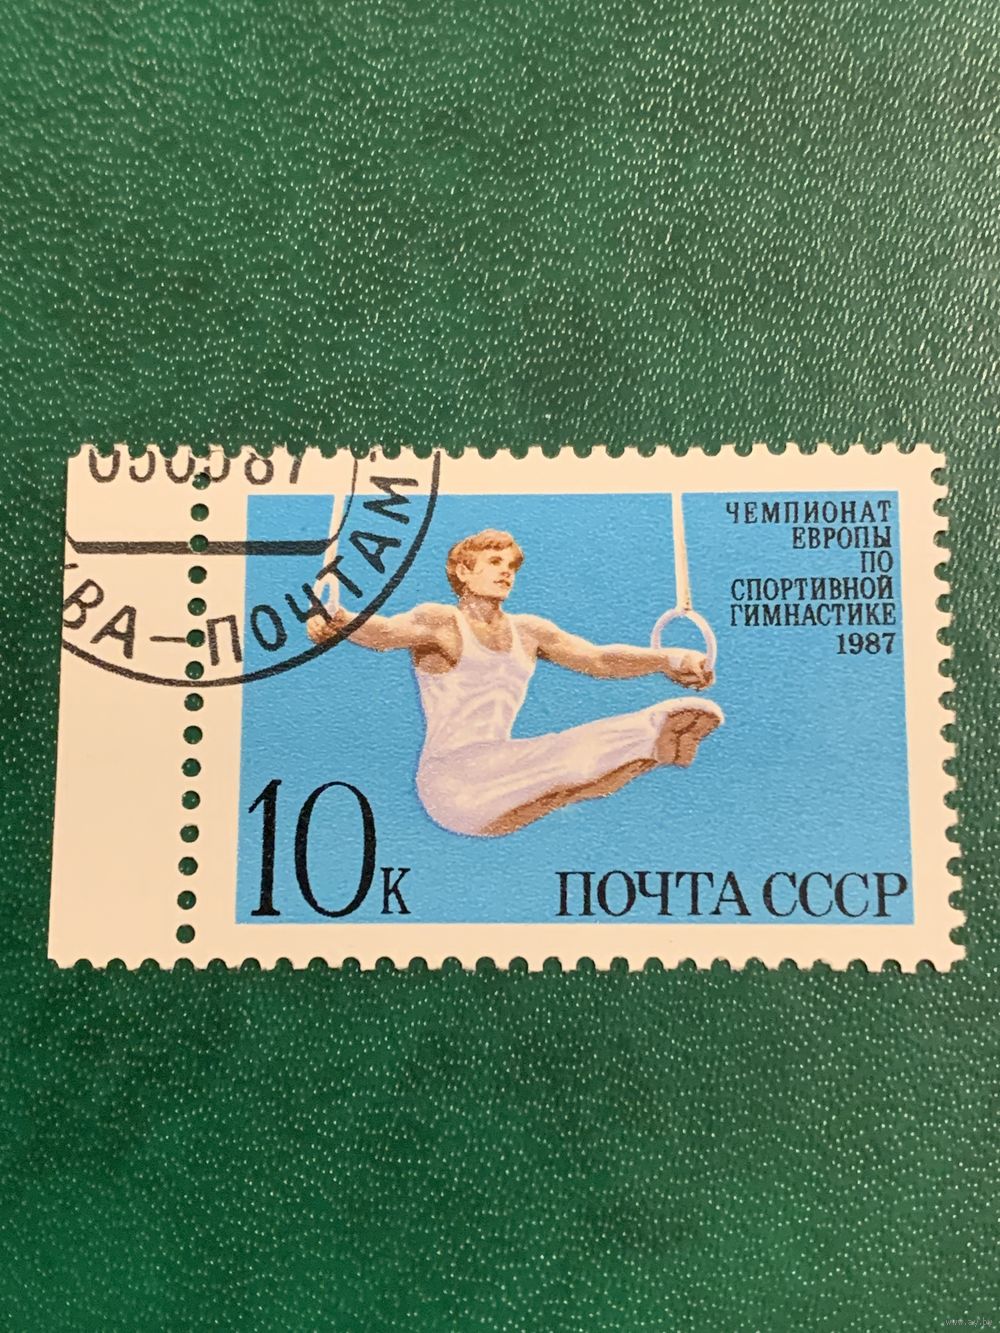 ВА-ПОЧТАМ
ЧЕМПИОНАТ
ЕВРОПЫ
ПО
СПОРТИВНОЙ
ГИМНАСТИКЕ
1987
10К
ПОЧТА СССР